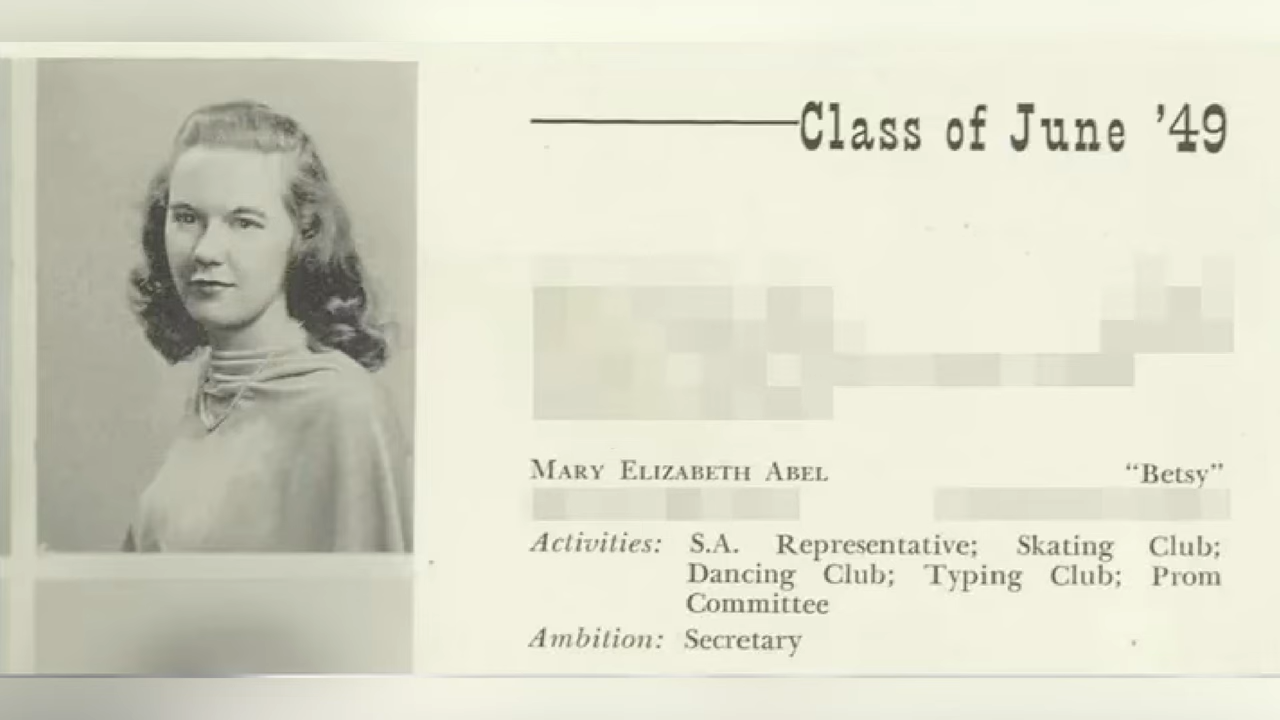 Class of June '49
MARY ELIZABETH ABEL "Betsy"
Activities: S.A. Representative; Skating Club;
Dancing Club; Typing Club; Prom
Committee
Ambition: Secretary